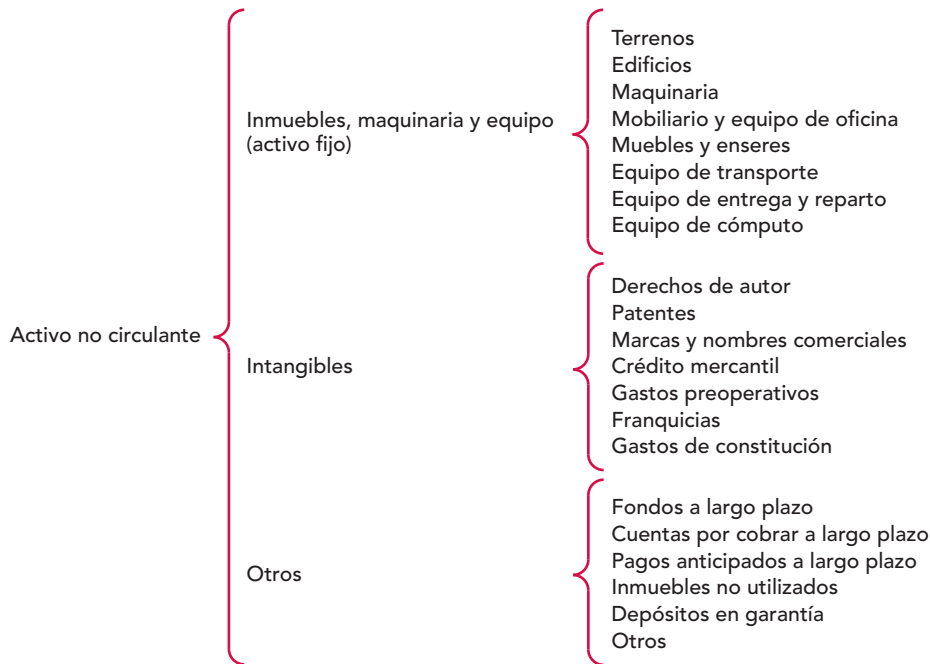 Activo no circulante
Inmuebles, maquinaria y equipo
(activo fijo)
Terrenos
Edificios
Maquinaria
Mobiliario y equipo de oficina
Muebles y enseres
Equipo de transporte
Equipo de entrega y reparto
Equipo de cómputo
Intangibles
Derechos de autor
Patentes
Marcas y nombres comerciales
Crédito mercantil
Gastos preoperativos
Franquicias
Gastos de constitución
Otros
Fondos a largo plazo
Cuentas por cobrar a largo plazo
Pagos anticipados a largo plazo
Inmuebles no utilizados
Depósitos en garantía
Otros